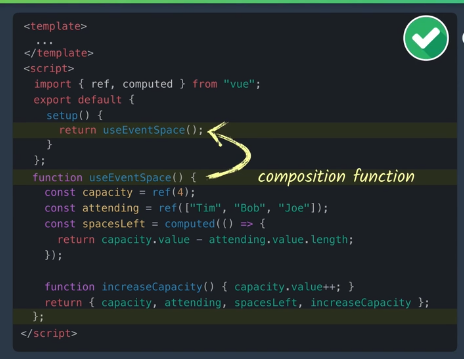 <template>
...
</template>
<script>
import { ref, computed } from "vue";
export default {
setup() {
return useEventSpace();
}
};
function useEventSpace() {
composition function
const capacity = ref(4);
const attending = ref(["Tim", "Bob", "Joe"]);
const spacesLeft = computed(() => {
return capacity.value - attending.value.length;
});
function increaseCapacity() { capacity.value++; }
return { capacity, attending, spacesLeft, increaseCapacity };
};
</script>